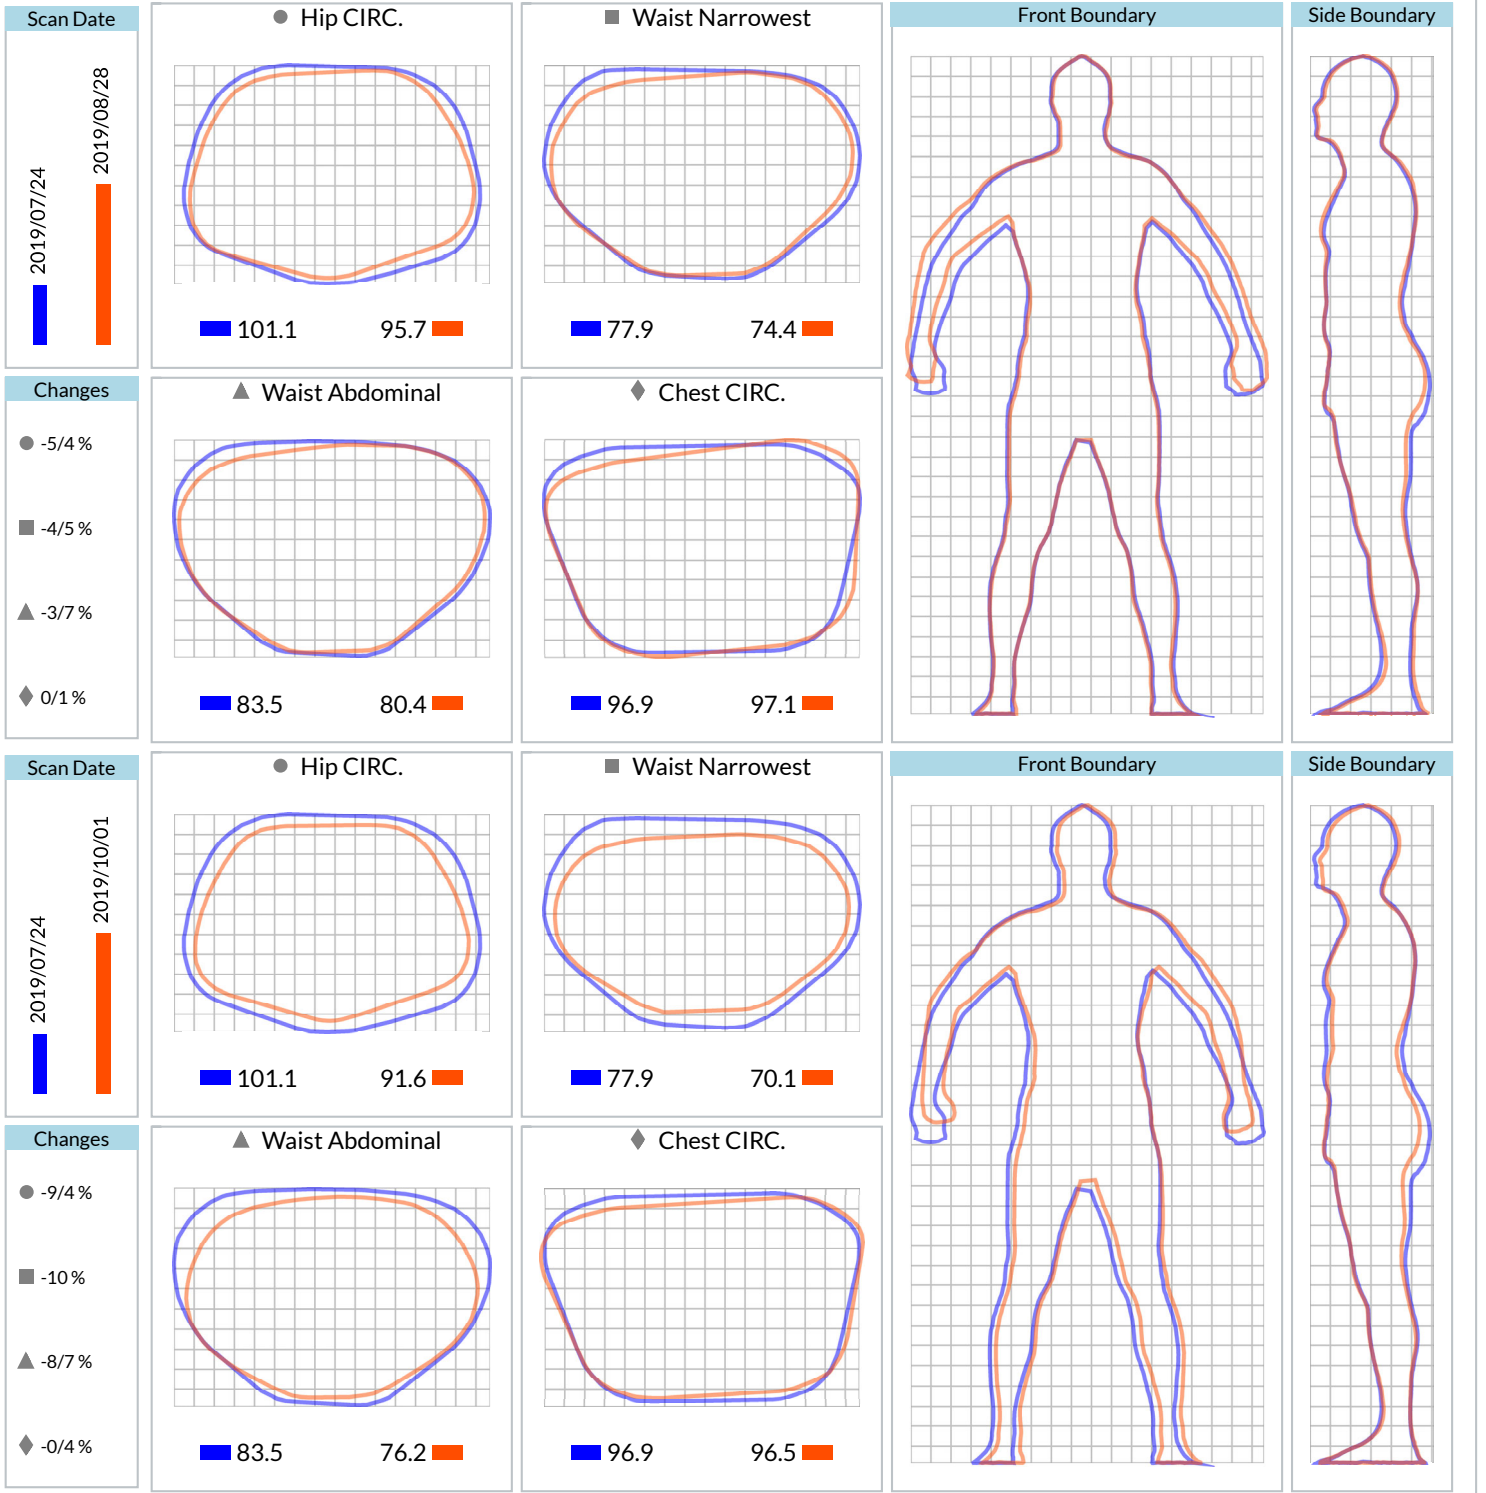 Scan Date
2019/07/24
2019/08/28
Hip CIRC.
101.1 95.7
Waist Narrowest
77.9 74.4
Front Boundary
Side Boundary
Changes
-5/4 %
-4/5 %
-3/7 %
0/1 %
Waist Abdominal
83.5 80.4
Chest CIRC.
96.9 97.1
Scan Date
2019/07/24
2019/10/01
Hip CIRC.
101.1 91.6
Waist Narrowest
77.9 70.1
Front Boundary
Side Boundary
Changes
-9/4 %
-10 %
-8/7 %
-0/4 %
Waist Abdominal
83.5 76.2
Chest CIRC.
96.9 96.5